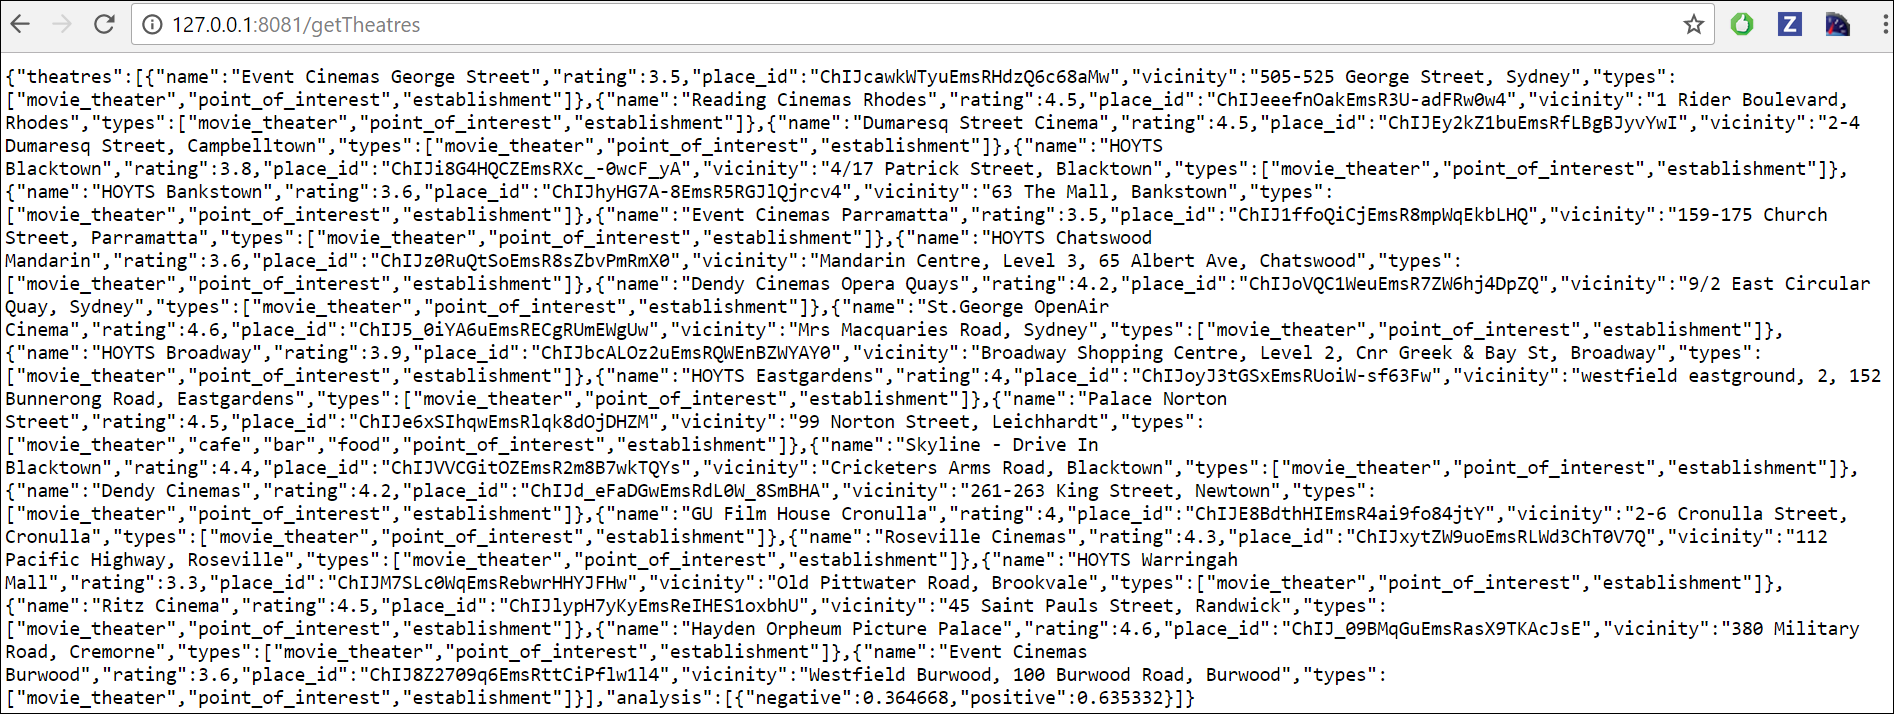 127.0.0.1:8081/getTheatres
Z
{"theatres":[{"name":"Event Cinemas George Street","rating":3.5,"place_id":"ChIJcawkWTyuEmsRHdzQ6c68aMw","vicinity":"505-525 George Street, Sydney","types":
["movie_theater","point_of_interest","establishment"]},{"name":"Reading Cinemas Rhodes","rating":4.5,"place_id":"ChIJeeefnOakEmsR3U-adFRw0w4","vicinity":"1 Rider Boulevard,
Rhodes","types":["movie_theater","point_of_interest","establishment"]},{"name":"Dumaresq Street Cinema","rating":4.5,"place_id":"ChIJEy2kZ1buEmsRfLBgBJyvYwI","vicinity":"2-4
Dumaresq Street, Campbelltown","types":["movie_theater","point_of_interest","establishment"]},{"name":"HOYTS
Blacktown","rating":3.8,"place_id":"ChIJi8G4HQCZEmsRXc_-0wcF_yA","vicinity":"4/17 Patrick Street, Blacktown","types":["movie_theater","point_of_interest","establishment"]},
{"name":"HOYTS Bankstown","rating":3.6,"place_id":"ChIJhyHG7A-8EmsR5RGJlQjrcv4","vicinity":"63 The Mall, Bankstown","types":
["movie_theater","point_of_interest","establishment"]},{"name":"Event Cinemas Parramatta","rating":3.5,"place_id":"ChIJ1ffoQiCjEmsR8mpWqEkbLHQ","vicinity":"159-175 Church
Street, Parramatta","types":["movie_theater","point_of_interest","establishment"]},{"name":"HOYTS Chatswood
Mandarin","rating":3.6,"place_id":"ChIJz0RuQtSoEmsR8sZbvPmRmX0","vicinity":"Mandarin Centre, Level 3, 65 Albert Ave, Chatswood","types":
["movie_theater","point_of_interest","establishment"]},{"name":"Dendy Cinemas Opera Quays","rating":4.2,"place_id":"ChIJoVQC1WeuEmsR7ZW6hj4DpZQ","vicinity":"9/2 East Circular
Quay, Sydney","types":["movie_theater","point_of_interest","establishment"]},{"name":"St.George OpenAir
Cinema","rating":4.6,"place_id":"ChIJ5_0iYA6uEmsRECgRUmEWgUw","vicinity":"Mrs Macquaries Road, Sydney","types":["movie_theater","point_of_interest","establishment"]},
{"name":"HOYTS Broadway","rating":3.9,"place_id":"ChIJbcALOz2uEmsRQWEnBZWYAY0","vicinity":"Broadway Shopping Centre, Level 2, Cnr Greek & Bay St, Broadway","types":
["movie_theater","point_of_interest","establishment"]},{"name":"HOYTS Eastgardens","rating":4,"place_id":"ChIJoyJ3tGSxEmsRUoiW-sf63Fw","vicinity":"westfield eastground, 2, 152
Bunnerong Road, Eastgardens","types":["movie_theater","point_of_interest","establishment"]},{"name":"Palace Norton
Street","rating":4.5,"place_id":"ChIJe6xSIhqwEmsRlqk8dOjDHZM","vicinity":"99 Norton Street, Leichhardt","types":
["movie_theater","cafe","bar","food","point_of_interest","establishment"]},{"name":"Skyline - Drive In
Blacktown","rating":4.4,"place_id":"ChIJVVCGitOZEmsR2m8B7wkTQYs","vicinity":"Cricketers Arms Road, Blacktown","types":["movie_theater","point_of_interest","establishment"]},
{"name":"Dendy Cinemas","rating":4.2,"place_id":"ChIJd_eFaDGwEmsRdL0W_8SmBHA","vicinity":"261-263 King Street, Newtown","types":
["movie_theater","point_of_interest","establishment"]},{"name":"GU Film House Cronulla","rating":4,"place_id":"ChIJE8BdthHIEmsR4ai9fo84jtY","vicinity":"2-6 Cronulla Street,
Cronulla","types":["movie_theater","point_of_interest","establishment"]},{"name":"Roseville Cinemas","rating":4.3,"place_id":"ChIJxytZW9uoEmsRLWd3ChT0V7Q","vicinity":"112
Pacific Highway, Roseville","types":["movie_theater","point_of_interest","establishment"]},{"name":"HOYTS Warringah
Mall","rating":3.3,"place_id":"ChIJM7SLc0WqEmsRebwrHHYJFHw","vicinity":"Old Pittwater Road, Brookvale","types":["movie_theater","point_of_interest","establishment"]},
{"name":"Ritz Cinema","rating":4.5,"place_id":"ChIJlypH7yKyEmsReIHES1oxbhU","vicinity":"45 Saint Pauls Street, Randwick","types":
["movie_theater","point_of_interest","establishment"]},{"name":"Hayden Orpheum Picture Palace","rating":4.6,"place_id":"ChIJ_09BMqGuEmsRasX9TKAcJsE","vicinity":"380 Military
Road, Cremorne","types":["movie_theater","point_of_interest","establishment"]},{"name":"Event Cinemas
Burwood","rating":3.6,"place_id":"ChIJ8Z2709q6EmsRttCiPflw1l4","vicinity":"Westfield Burwood, 100 Burwood Road, Burwood","types":
["movie_theater","point_of_interest","establishment"]}],"analysis":[{"negative":0.364668,"positive":0.635332}]}